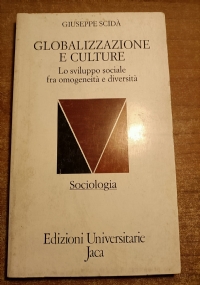 GIUSEPPE SCIDÀ
GLOBALIZZAZIONE
E CULTURE
Lo sviluppo sociale
fra omogeneità e diversità
Sociologia
Edizioni Universitarie
Jaca